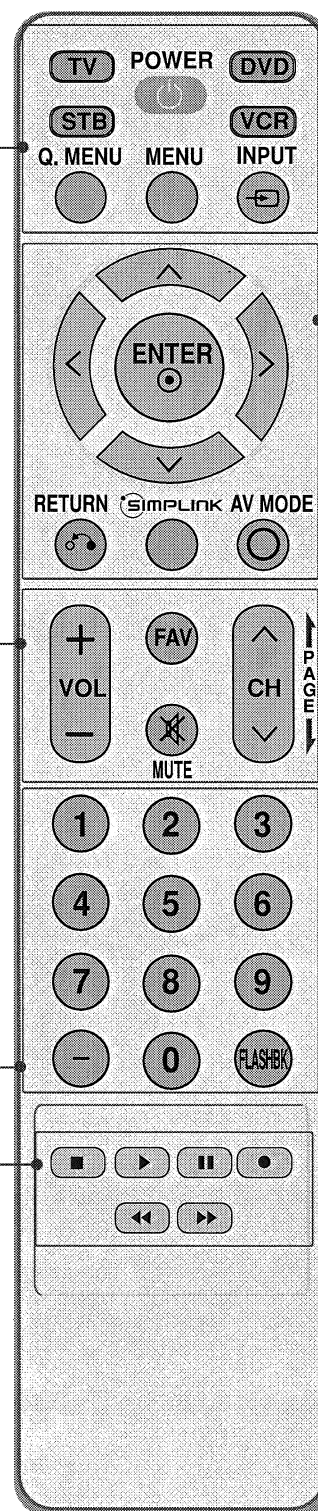 TV POWER DVD
STB VCR
Q. MENU MENU INPUT
ENTER
RETURN SIMPLINK AV MODE
FAV
VOL CH PAGE
MUTE
1 2 3
4 5 6
7 8 9
- 0 FLASHBK